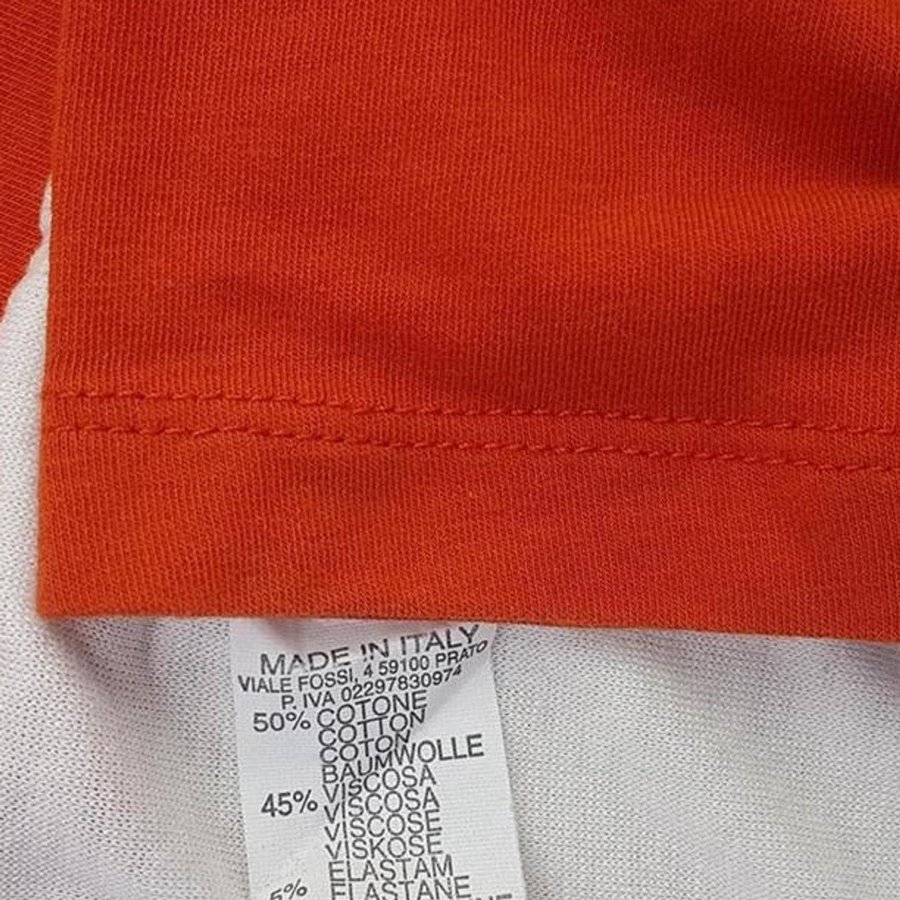 MADE IN ITALY
VIALE FOSSI, 4 59100 PRATO
P. IVA 02297830974
50% COTONE
COTTON
COTON
BAUMWOLLE
45% VISCOSA
VISCOSA
VISCOSE
VISKOSE
5% ELASTAM
ELASTANE